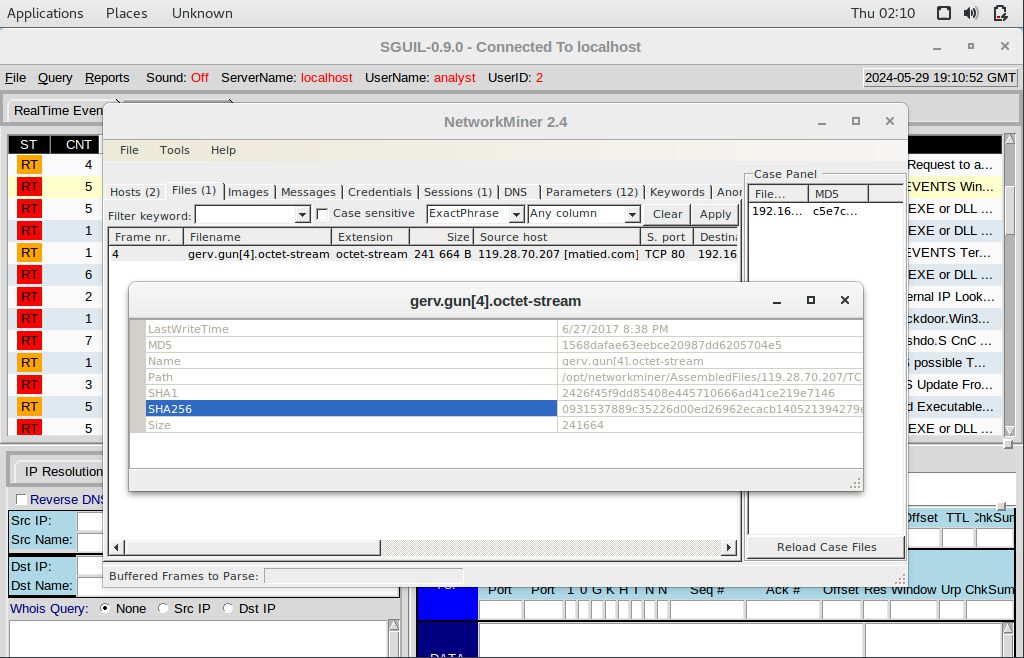 Applications Places Unknown Thu 02:10
SGUIL-0.9.0 - Connected To localhost
File Query Reports Sound: Off ServerName: localhost UserName: analyst UserID: 2 2024-05-29 19:10:52 GMT
RealTime Even
NetworkMiner 2.4
ST CNT
File Tools Help
RT 4 Request to a...
RT 5 EVENTS Win...
RT 5 EXE or DLL ...
RT 1 EXE or DLL ...
RT 1 EVENTS Ter...
RT 6 EXE or DLL ...
RT 2 ernal IP Look...
RT 1 ckdoor.Win3...
RT 7 shdo.S CnC ...
RT 1 S possible T...
RT 3 S Update Fro...
RT 5 d Executable...
RT 5 EXE or DLL ...
Hosts (2) Files (1) Images Messages Credentials Sessions (1) DNS Parameters (12) Keywords Anor
Filter keyword: Case sensitive ExactPhrase Any column Clear Apply
Frame nr. Filename Extension Size Source host S. port Destina
4 gerv.gun[4].octet-stream octet-stream 241 664 B 119.28.70.207 [matied.com] TCP 80 192.16
Case Panel
File... MD5
192.16... c5e7c...
gerv.gun[4].octet-stream
LastWriteTime 6/27/2017 8:38 PM
MD5 1568dafae63eebce20987dd6205704e5
Name gerv.gun[4].octet-stream
Path /opt/networkminer/AssembledFiles/119.28.70.207/TC
SHA1 2426f45f9dd85408e445710666ad41ce219e7146
SHA256 0931537889c35226d00ed26962ecacb140521394279e
Size 241664
Reload Case Files
Buffered Frames to Parse:
IP Resolution
Reverse DNS
Src IP:
Src Name:
Dst IP:
Dst Name:
Whois Query: None Src IP Dst IP
Offset TTL ChkSum
Port Port 1 0 G K H T N N Seq # Ack # Offset Res Window Urp ChkSum
DATA